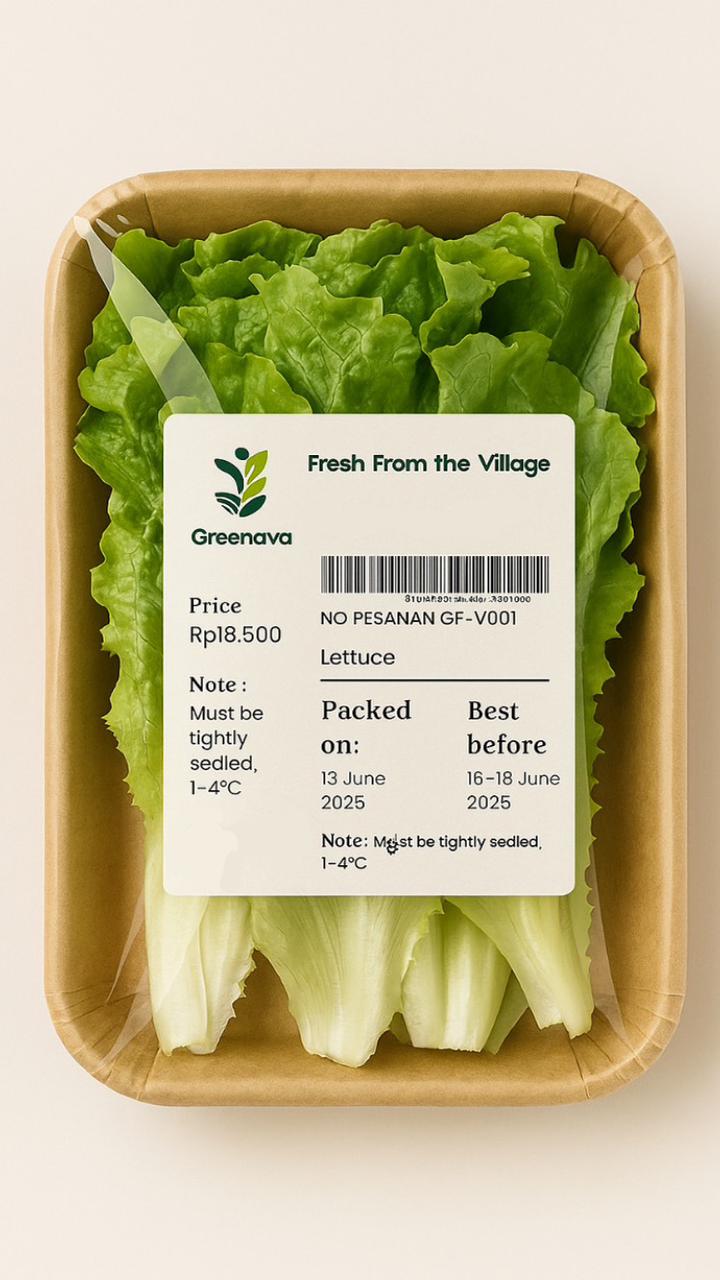 Greenava
Fresh From the Village
Price
Rp18.500
Note :
Must be
tightly
sedled,
1-4°C
NO PESANAN GF-V001
Lettuce
Packed
on:
13 June
2025
Best
before
16-18 June
2025
Note: Must be tightly sedled,
1-4°C